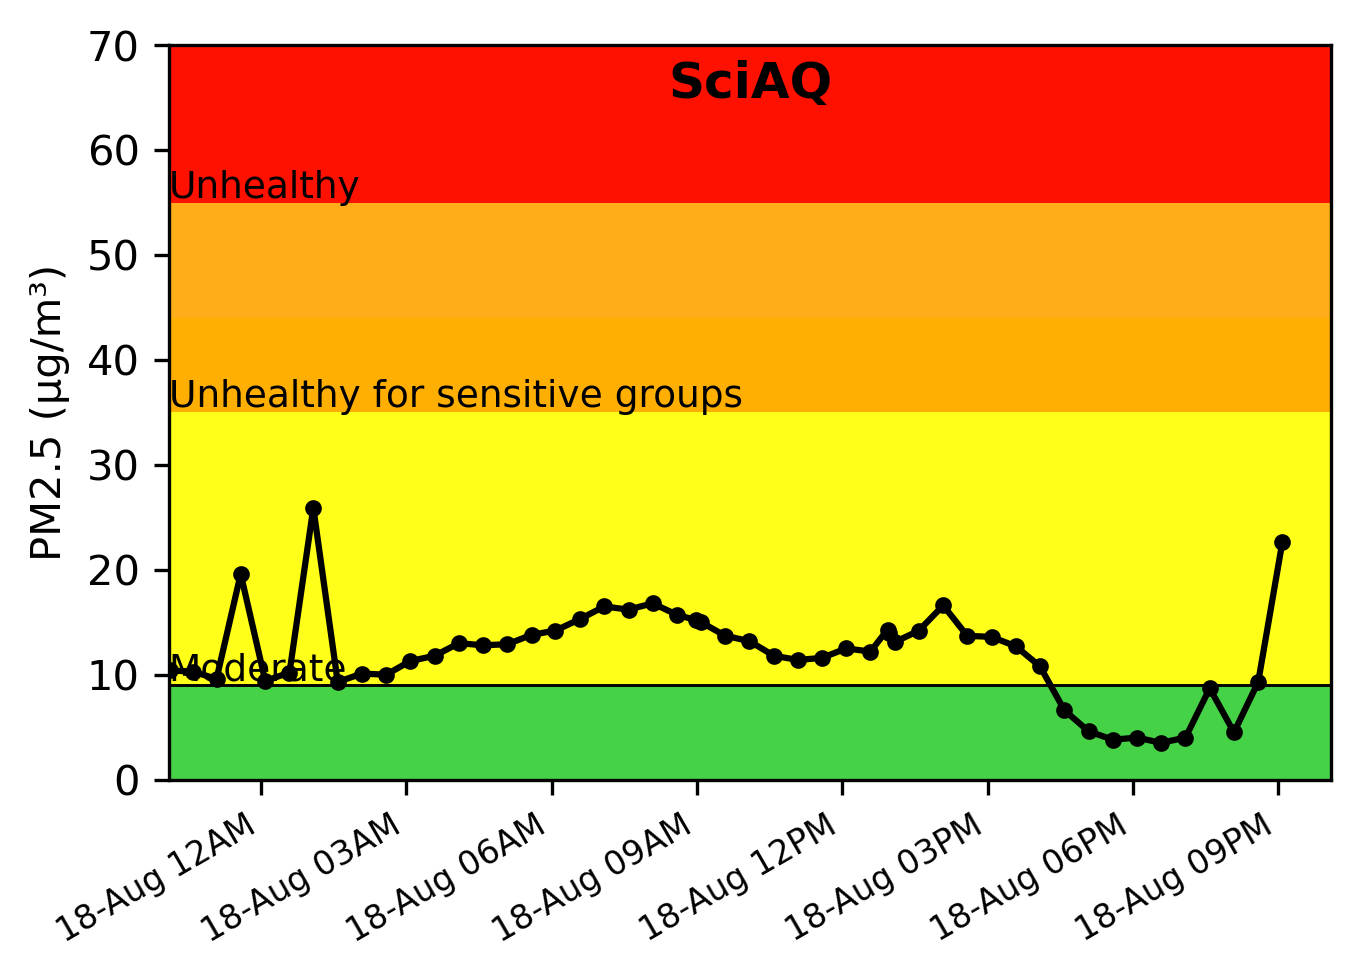 SciAQ
PM2.5 (µg/m³)
70
60
50
40
30
20
10
0
Unhealthy
Unhealthy for sensitive groups
Moderate
18-Aug 12AM
18-Aug 03AM
18-Aug 06AM
18-Aug 09AM
18-Aug 12PM
18-Aug 03PM
18-Aug 06PM
18-Aug 09PM